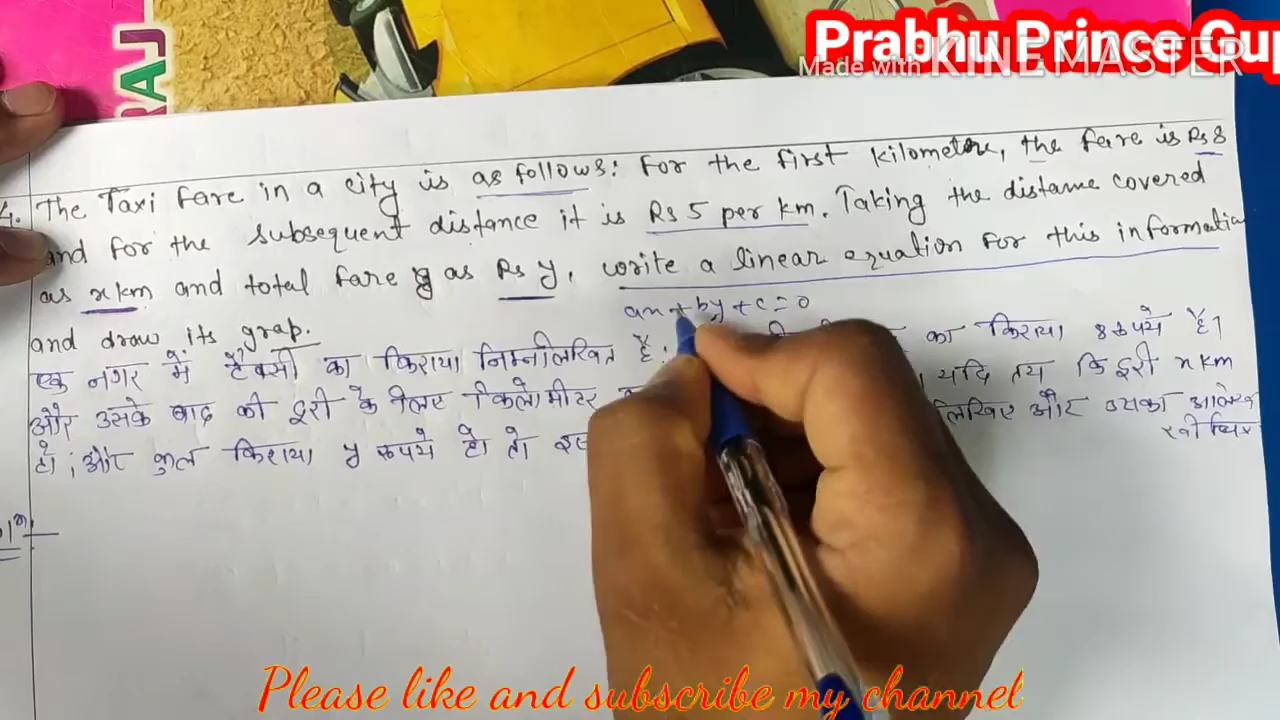 RAJ
Prabhu Prince Gup
Made with KINEMASTER
4. The Taxi fare in a city is as follows: For the first kilometre, the fare is Rs 8
and for the subsequent distance it is Rs 5 per km. Taking the distance covered
as x km and total fare as Rs y. write a linear equation for this informatio
and draw its grap.
ax + by + c = 0
एक नगर में टैक्सी का किराया निम्नलिखित है: का किराया 8 रुपये है।
और उसके बाद की दूरी के लिए किलोमीटर यदि तय कि दूरी x km
हो, और कुल किराया y रुपये हो तो लिखिए और उसका आलेख
खींचिए
Please like and subscribe my channel